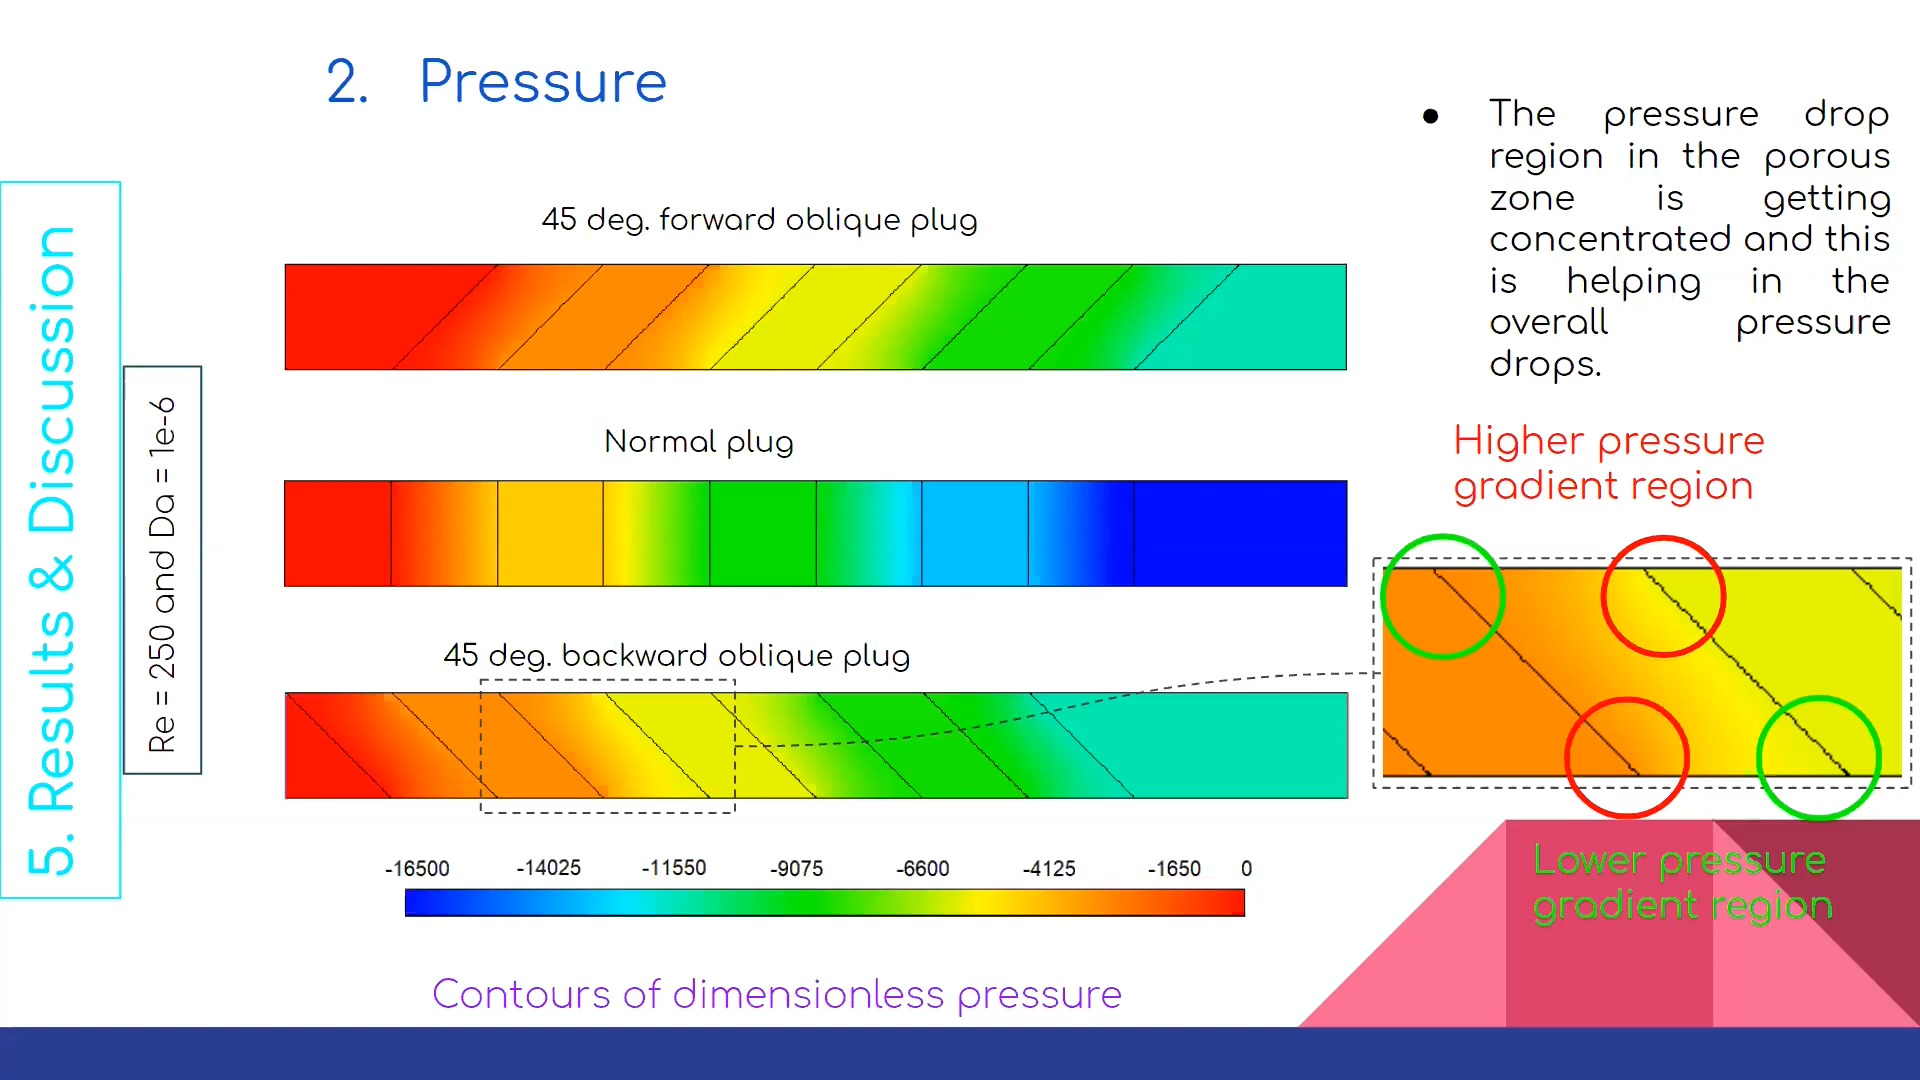 2. Pressure
5. Results & Discussion
Re = 250 and Da = 1e-6
45 deg. forward oblique plug
Normal plug
45 deg. backward oblique plug
-16500 -14025 -11550 -9075 -6600 -4125 -1650 0
Contours of dimensionless pressure
● The pressure drop
region in the porous
zone is getting
concentrated and this
is helping in the
overall pressure
drops.
Higher pressure
gradient region
Lower pressure
gradient region